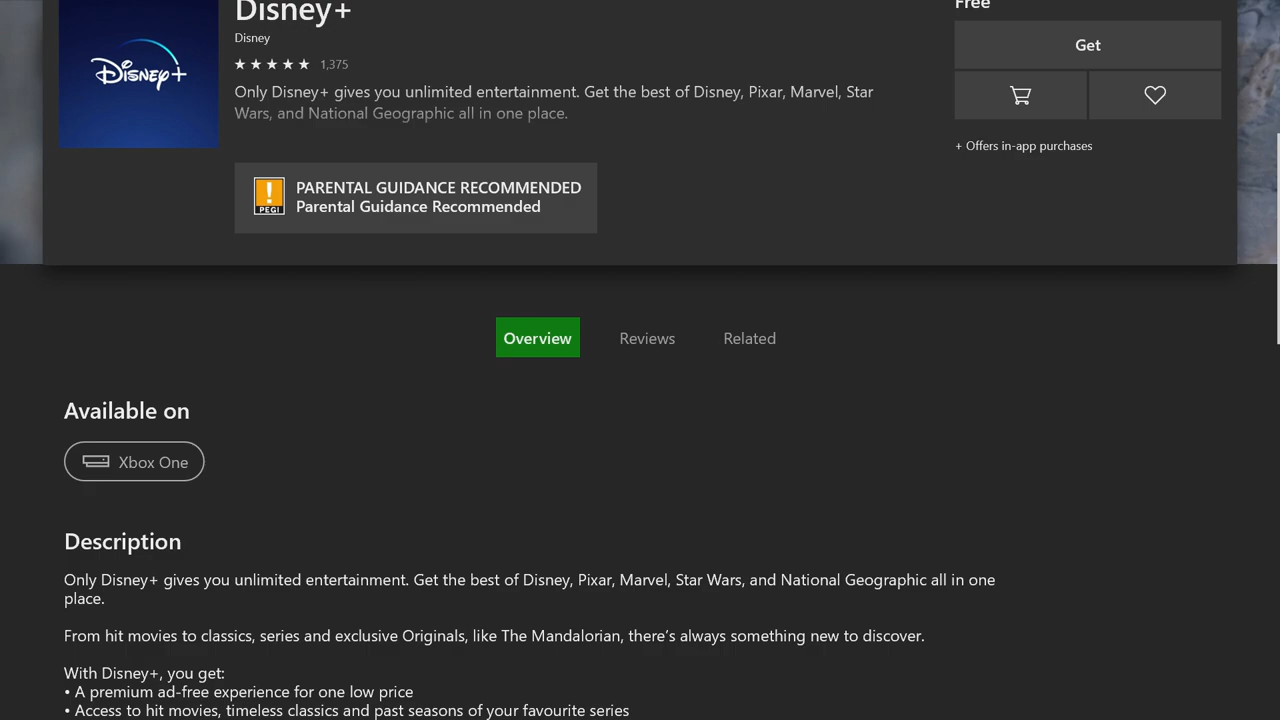 Disney+
Disney
1,375
Only Disney+ gives you unlimited entertainment. Get the best of Disney, Pixar, Marvel, Star
Wars, and National Geographic all in one place.
Disney+
PEGI
PARENTAL GUIDANCE RECOMMENDED
Parental Guidance Recommended
Free
Get
+ Offers in-app purchases
Overview
Reviews
Related
Available on
Xbox One
Description
Only Disney+ gives you unlimited entertainment. Get the best of Disney, Pixar, Marvel, Star Wars, and National Geographic all in one
place.
From hit movies to classics, series and exclusive Originals, like The Mandalorian, there’s always something new to discover.
With Disney+, you get:
• A premium ad-free experience for one low price
• Access to hit movies, timeless classics and past seasons of your favourite series